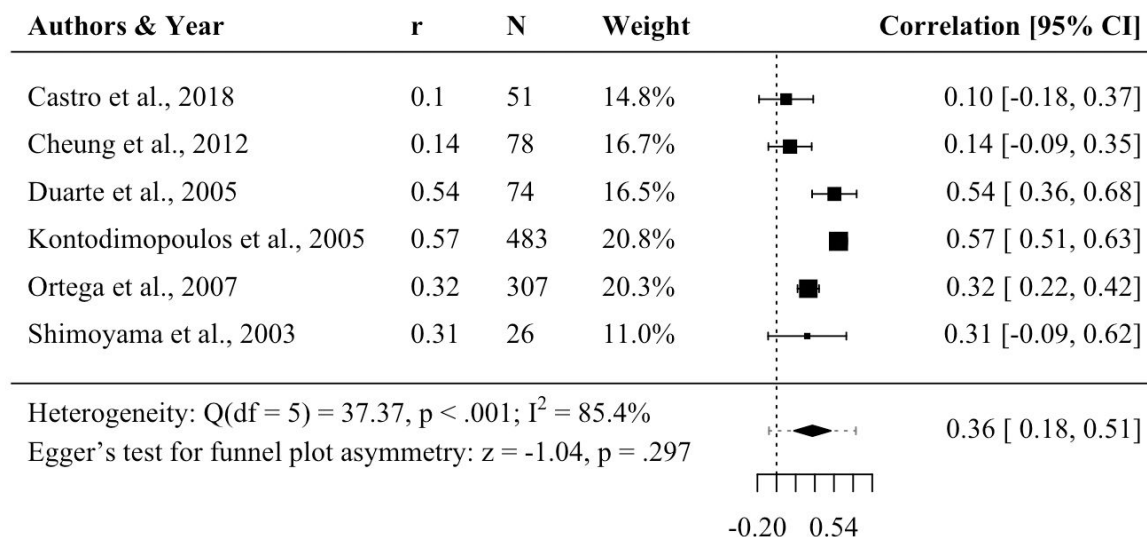 Authors & Year r N Weight Correlation [95% CI]
Castro et al., 2018 0.1 51 14.8% 0.10 [-0.18, 0.37]
Cheung et al., 2012 0.14 78 16.7% 0.14 [-0.09, 0.35]
Duarte et al., 2005 0.54 74 16.5% 0.54 [ 0.36, 0.68]
Kontodimopoulos et al., 2005 0.57 483 20.8% 0.57 [ 0.51, 0.63]
Ortega et al., 2007 0.32 307 20.3% 0.32 [ 0.22, 0.42]
Shimoyama et al., 2003 0.31 26 11.0% 0.31 [-0.09, 0.62]
Heterogeneity: Q(df = 5) = 37.37, p < .001; I² = 85.4%
0.36 [ 0.18, 0.51]
Egger’s test for funnel plot asymmetry: z = -1.04, p = .297
-0.20 0.54